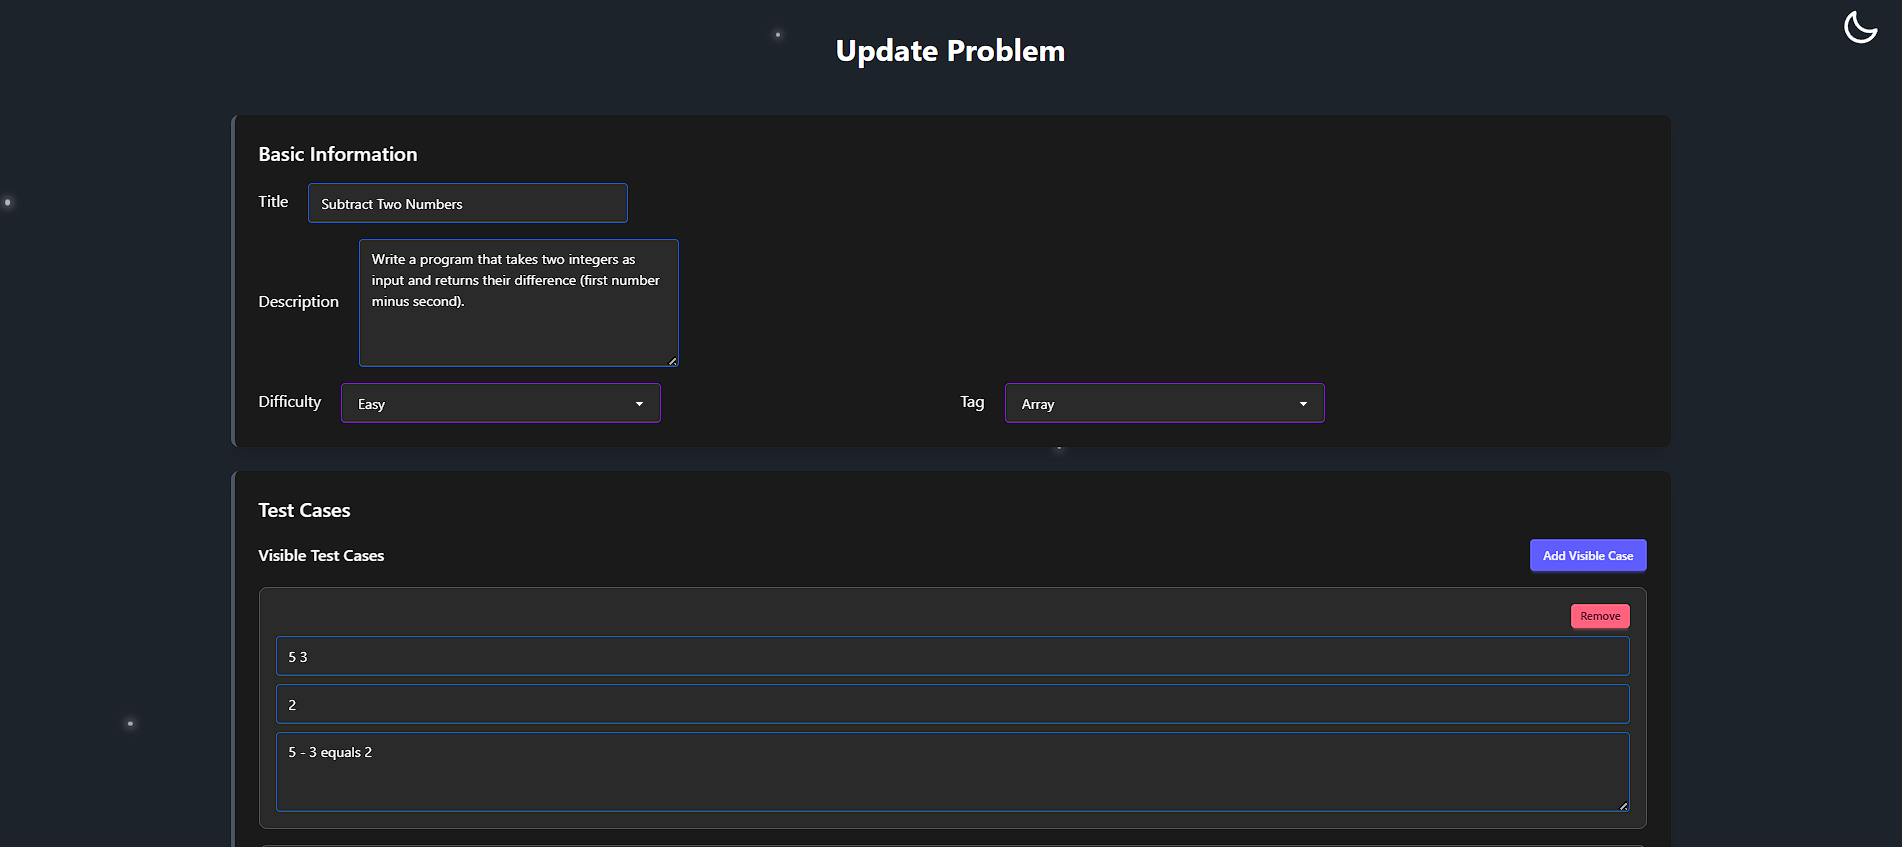 Update Problem
Basic Information
Title
Subtract Two Numbers
Description
Write a program that takes two integers as
input and returns their difference (first number
minus second).
Difficulty
Easy
Tag
Array
Test Cases
Visible Test Cases
Add Visible Case
Remove
5 3
2
5 - 3 equals 2